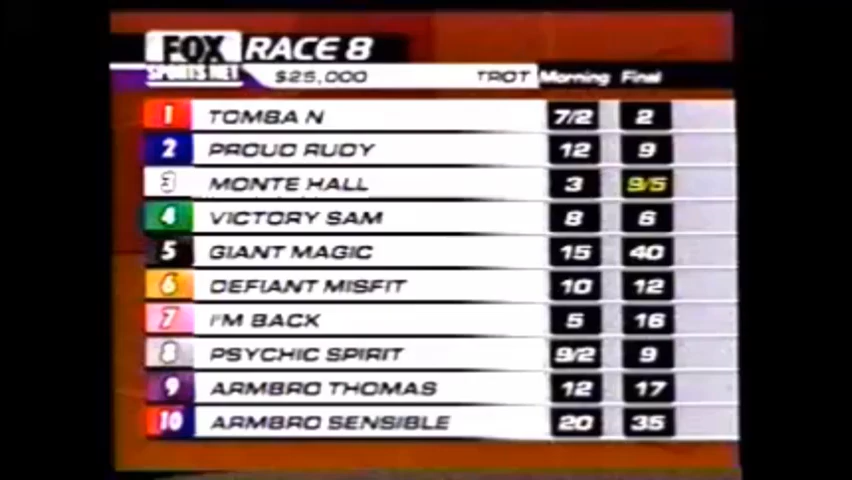 FOX SPORTS NET
RACE 8
$25,000 TROT Morning Final
1 TOMBA N 7/2 2
2 PROUD RUDY 12 9
3 MONTE HALL 3 9/5
4 VICTORY SAM 8 6
5 GIANT MAGIC 15 40
6 DEFIANT MISFIT 10 12
7 I'M BACK 5 16
8 PSYCHIC SPIRIT 9/2 9
9 ARMBRO THOMAS 12 17
10 ARMBRO SENSIBLE 20 35